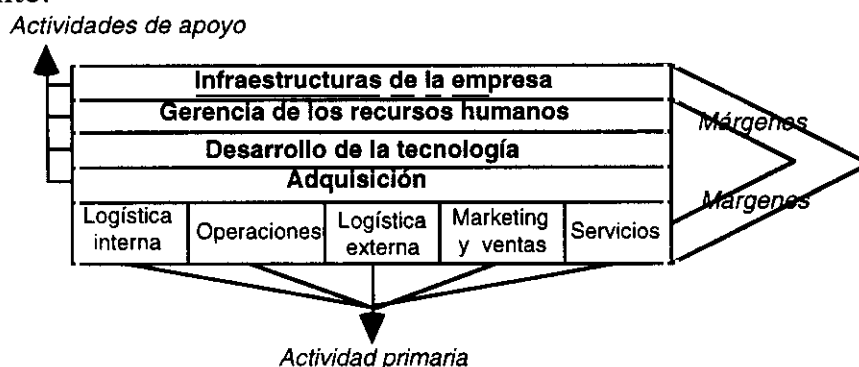 Actividades de apoyo
Infraestructuras de la empresa
Gerencia de los recursos humanos
Desarrollo de la tecnología
Adquisición
Logística
interna
Operaciones
Logística
externa
Marketing
y ventas
Servicios
Márgenes
Márgenes
Actividad primaria